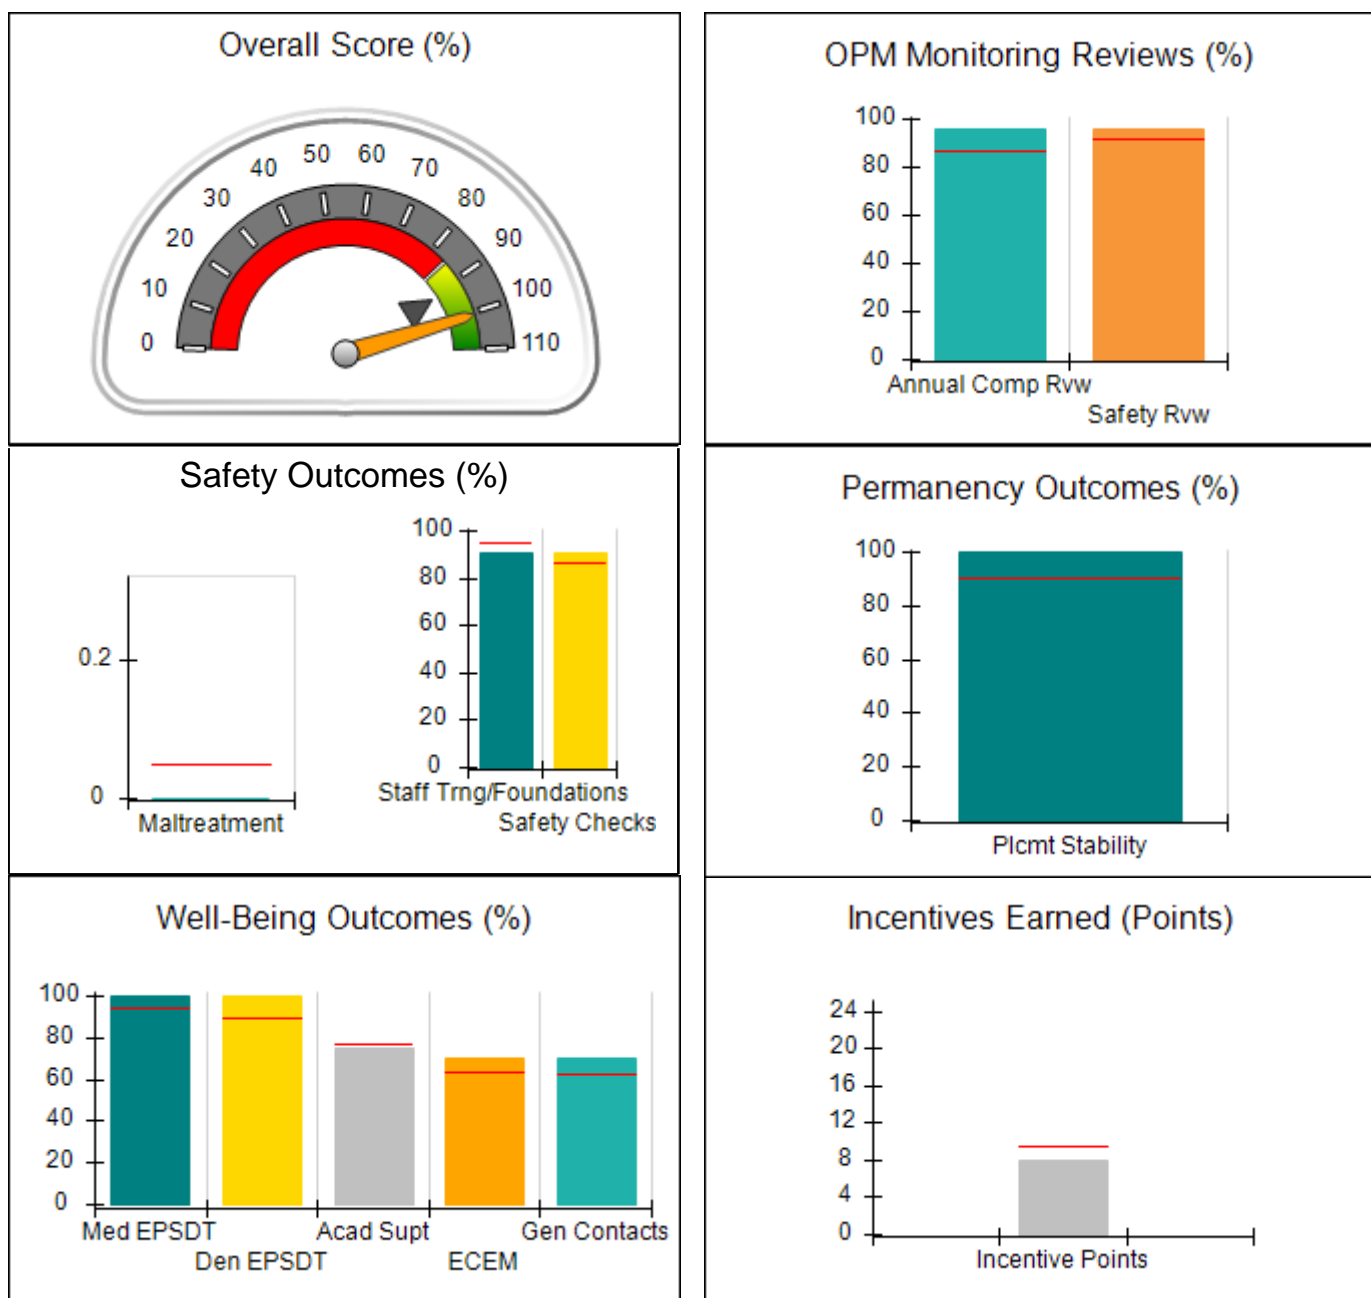 Overall Score (%)
0
10
20
30
40
50
60
70
80
90
100
110
OPM Monitoring Reviews (%)
100
80
60
40
20
0
Annual Comp Rvw
Safety Rvw
Safety Outcomes (%)
0.2
0
Maltreatment
100
80
60
40
20
0
Staff Trng/Foundations
Safety Checks
Permanency Outcomes (%)
100
80
60
40
20
0
Plcmt Stability
Well-Being Outcomes (%)
100
80
60
40
20
0
Med EPSDT
Den EPSDT
Acad Supt
ECEM
Gen Contacts
Incentives Earned (Points)
24
20
16
12
8
4
0
Incentive Points